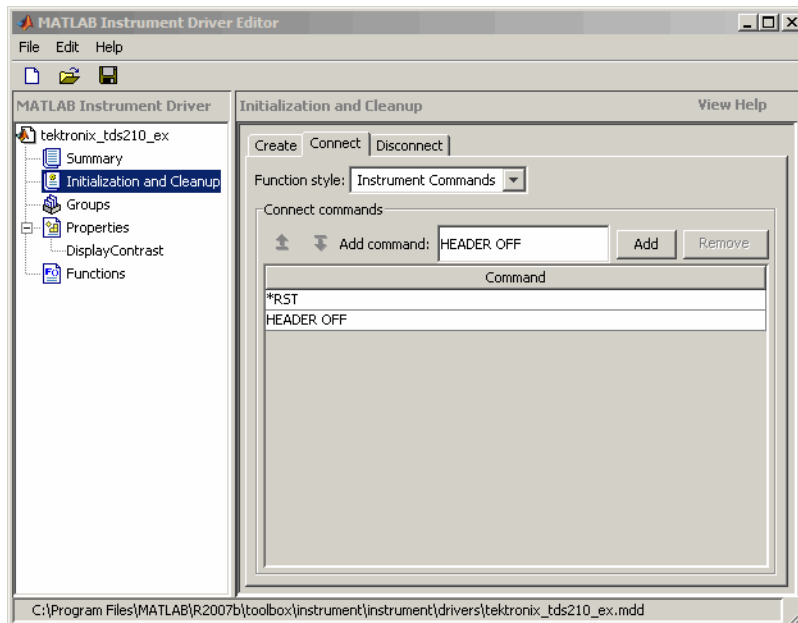 MATLAB Instrument Driver Editor
File Edit Help
MATLAB Instrument Driver
Initialization and Cleanup View Help
tektronix_tds210_ex
Summary
Initialization and Cleanup
Groups
Properties
DisplayContrast
Functions
Create Connect Disconnect
Function style: Instrument Commands
Connect commands
Add command: HEADER OFF Add Remove
Command
*RST
HEADER OFF
C:\Program Files\MATLAB\R2007b\toolbox\instrument\instrument\drivers\tektronix_tds210_ex.mdd